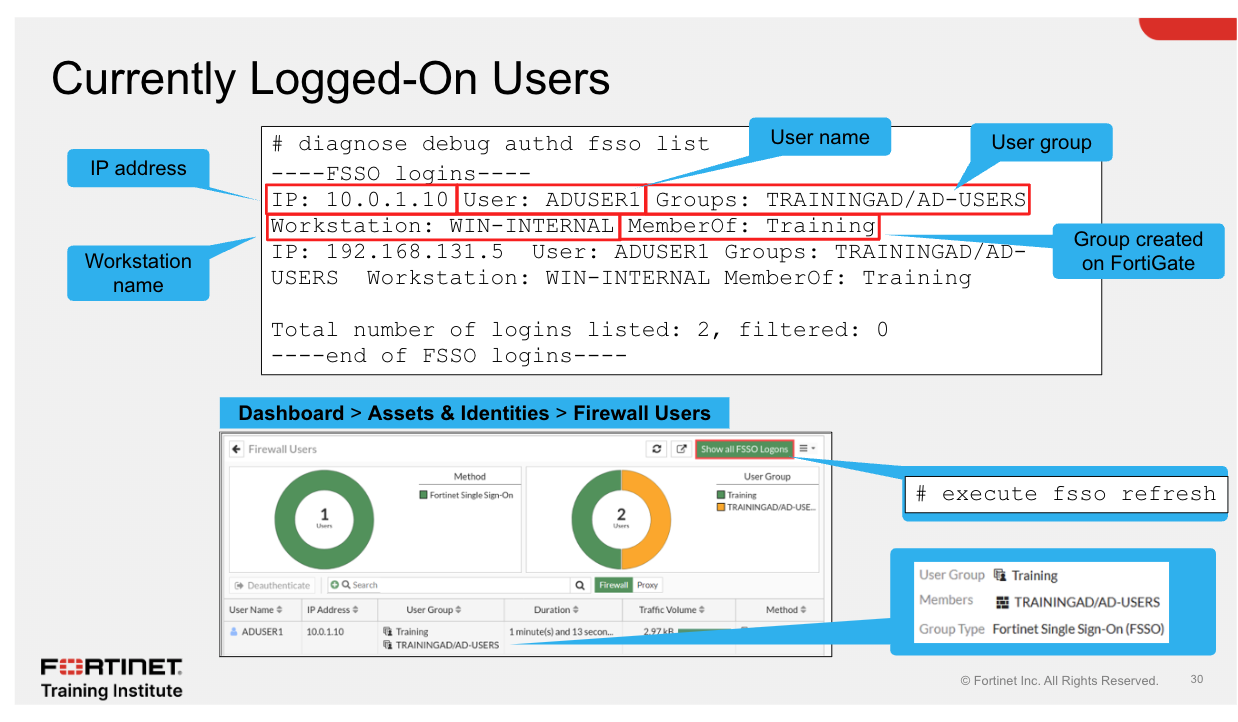 Currently Logged-On Users
IP address
User name
User group
Workstation
name
Group created
on FortiGate
# diagnose debug authd fsso list
----FSSO logins----
IP: 10.0.1.10 User: ADUSER1 Groups: TRAININGAD/AD-USERS
Workstation: WIN-INTERNAL MemberOf: Training
IP: 192.168.131.5 User: ADUSER1 Groups: TRAININGAD/AD-
USERS Workstation: WIN-INTERNAL MemberOf: Training
Total number of logins listed: 2, filtered: 0
----end of FSSO logins----
Dashboard > Assets & Identities > Firewall Users
Firewall Users
Show all FSSO Logons
1
Users
Method
Fortinet Single Sign-On
2
Users
User Group
Training
TRAININGAD/AD-USE...
Deauthenticate
Search
Firewall
Proxy
User Name IP Address User Group Duration Traffic Volume Method
ADUSER1 10.0.1.10 Training 1 minute(s) and 13 secon... 2.97 kB
TRAININGAD/AD-USERS
# execute fsso refresh
User Group Training
Members TRAININGAD/AD-USERS
Group Type Fortinet Single Sign-On (FSSO)
FORTINET
Training Institute
© Fortinet Inc. All Rights Reserved.
30